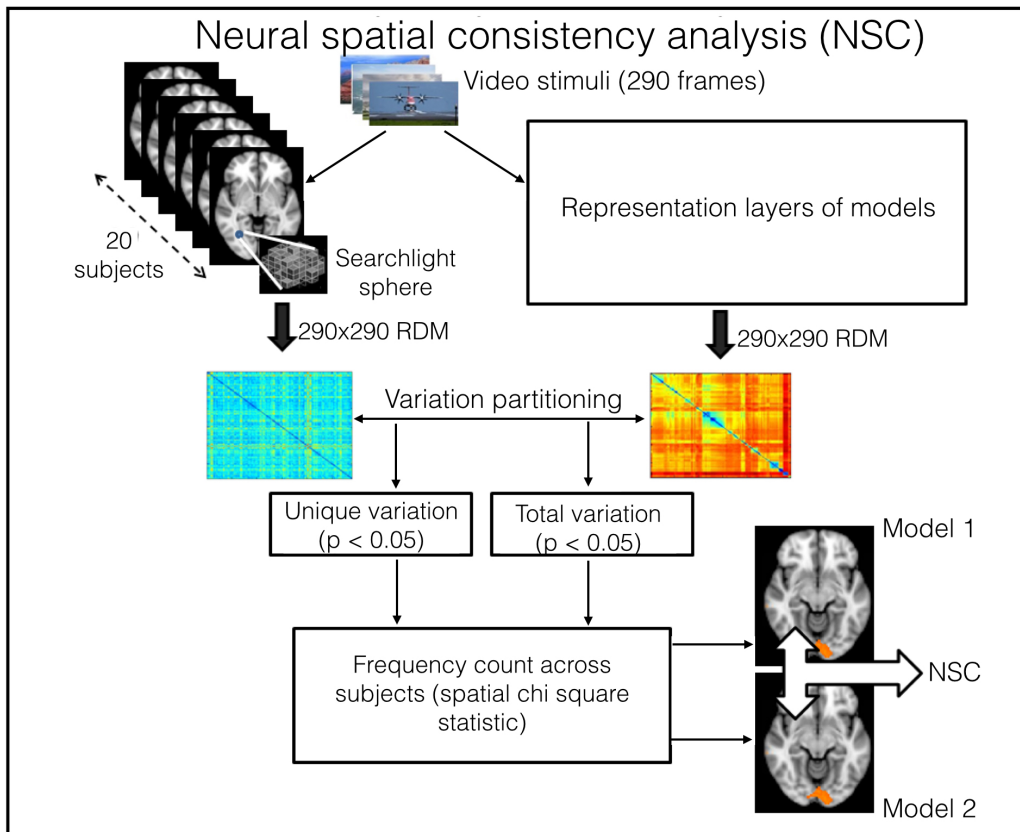 Neural spatial consistency analysis (NSC)
Video stimuli (290 frames)
Representation layers of models
20
subjects
Searchlight
sphere
290x290 RDM
290x290 RDM
Variation partitioning
Unique variation
(p < 0.05)
Total variation
(p < 0.05)
Model 1
Frequency count across
subjects (spatial chi square
statistic)
NSC
Model 2